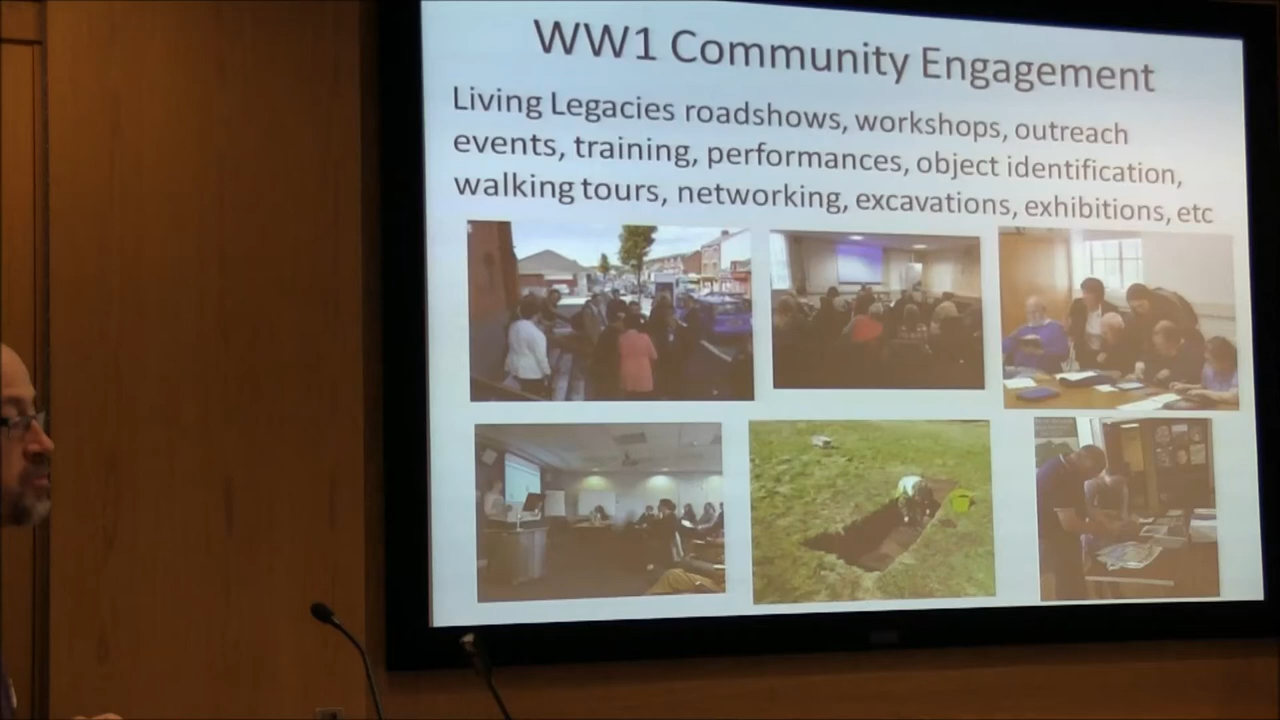 WW1 Community Engagement
Living Legacies roadshows, workshops, outreach
events, training, performances, object identification,
walking tours, networking, excavations, exhibitions, etc